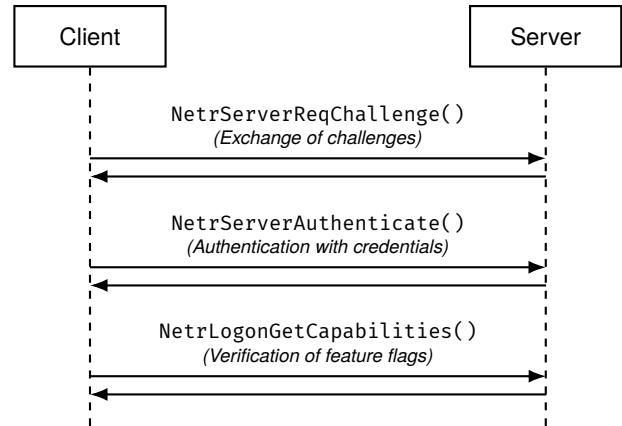 Client
Server
NetrServerReqChallenge()
(Exchange of challenges)
NetrServerAuthenticate()
(Authentication with credentials)
NetrLogonGetCapabilities()
(Verification of feature flags)